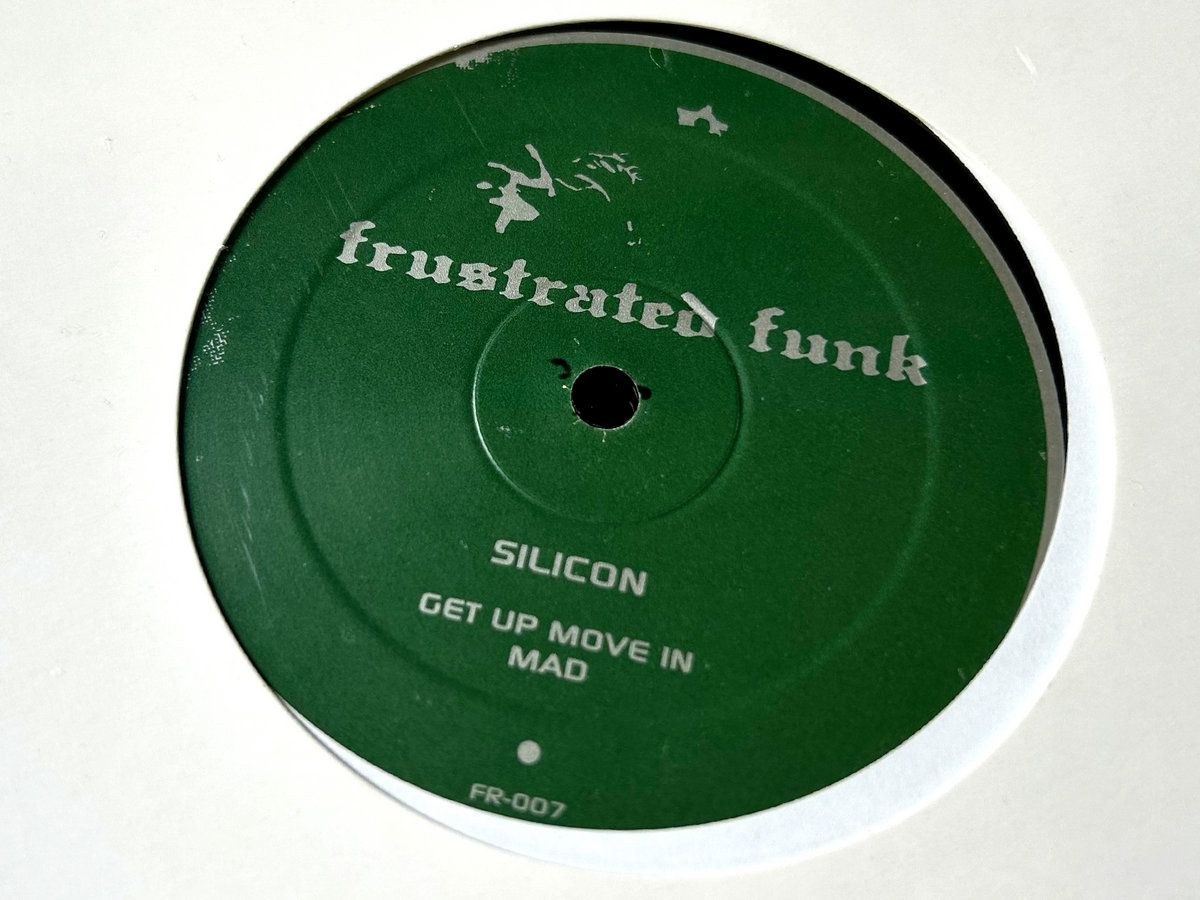 frustrated funk
SILICON
GET UP MOVE IN
MAD
FR-007